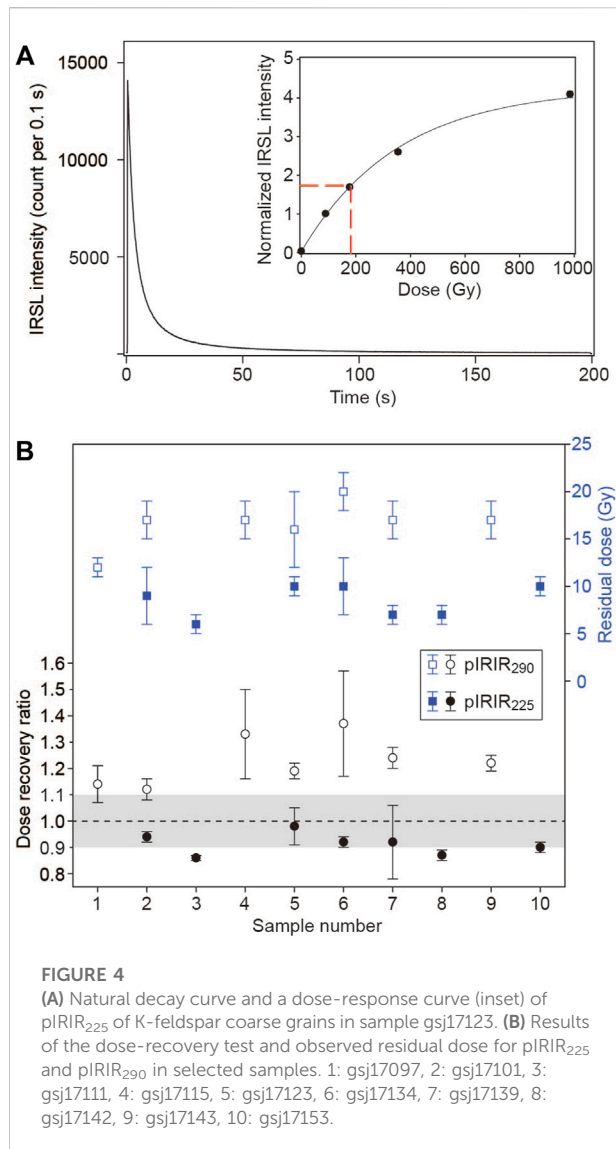 A
IRSL intensity (count per 0.1 s)
15000
10000
5000
0
50
100
150
200
Time (s)
Normalized IRSL intensity
5
4
3
2
1
0
0
200
400
600
800
1000
Dose (Gy)
B
25
20
15
10
5
0
Residual dose (Gy)
pIRIR290
pIRIR225
Dose recovery ratio
1.6
1.5
1.4
1.3
1.2
1.1
1.0
0.9
0.8
1 2 3 4 5 6 7 8 9 10
Sample number
FIGURE 4
(A) Natural decay curve and a dose-response curve (inset) of
pIRIR225 of K-feldspar coarse grains in sample gsj17123. (B) Results
of the dose-recovery test and observed residual dose for pIRIR225
and pIRIR290 in selected samples. 1: gsj17097, 2: gsj17101, 3:
gsj17111, 4: gsj17115, 5: gsj17123, 6: gsj17134, 7: gsj17139, 8:
gsj17142, 9: gsj17143, 10: gsj17153.